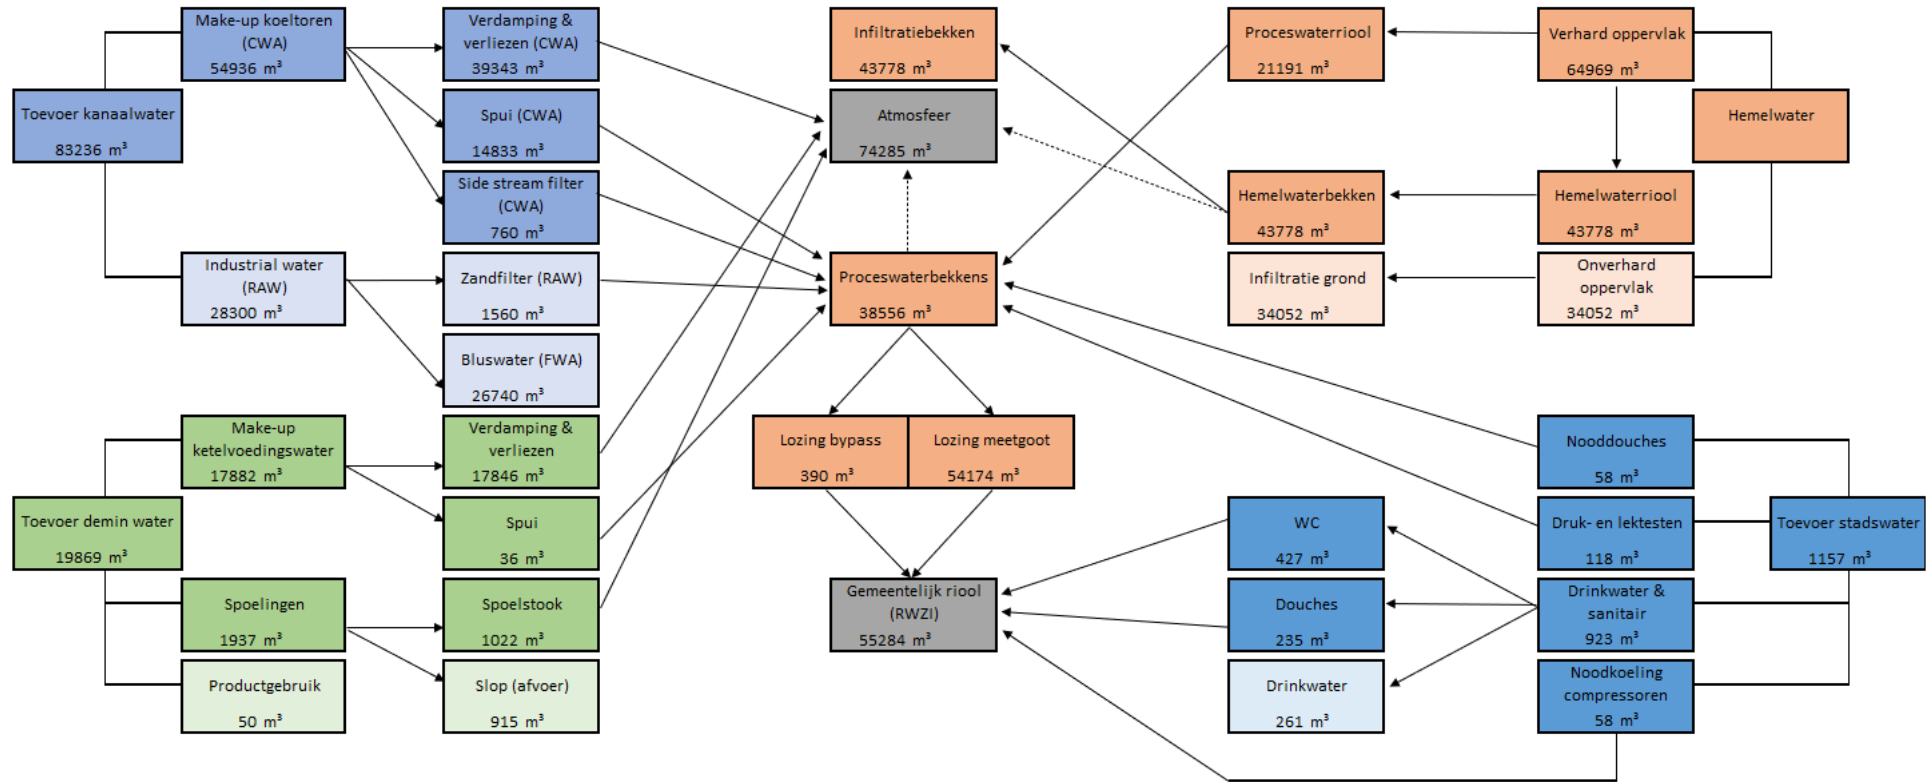 Make-up koeltoren
(CWA)
54936 m³
Verdamping &
verliezen (CWA)
39343 m³
Infiltratiebekken
43778 m³
Proceswaterriool
21191 m³
Verhard oppervlak
64969 m³
Toevoer kanaalwater
83236 m³
Spui (CWA)
14833 m³
Atmosfeer
74285 m³
Hemelwater
Side stream filter
(CWA)
760 m³
Hemelwaterbekken
43778 m³
Hemelwaterriool
43778 m³
Industrial water
(RAW)
28300 m³
Zandfilter (RAW)
1560 m³
Proceswaterbekkens
38556 m³
Infiltratie grond
34052 m³
Onverhard
oppervlak
34052 m³
Bluswater (FWA)
26740 m³
Make-up
ketelvoedingswater
17882 m³
Verdamping &
verliezen
17846 m³
Lozing bypass
390 m³
Lozing meetgoot
54174 m³
Nooddouches
58 m³
Toevoer demin water
19869 m³
Spui
36 m³
WC
427 m³
Druk- en lektesten
118 m³
Toevoer stadswater
1157 m³
Spoelingen
1937 m³
Spoelstook
1022 m³
Gemeentelijk riool
(RWZI)
55284 m³
Douches
235 m³
Drinkwater &
sanitair
923 m³
Productgebruik
50 m³
Slop (afvoer)
915 m³
Drinkwater
261 m³
Noodkoeling
compressoren
58 m³